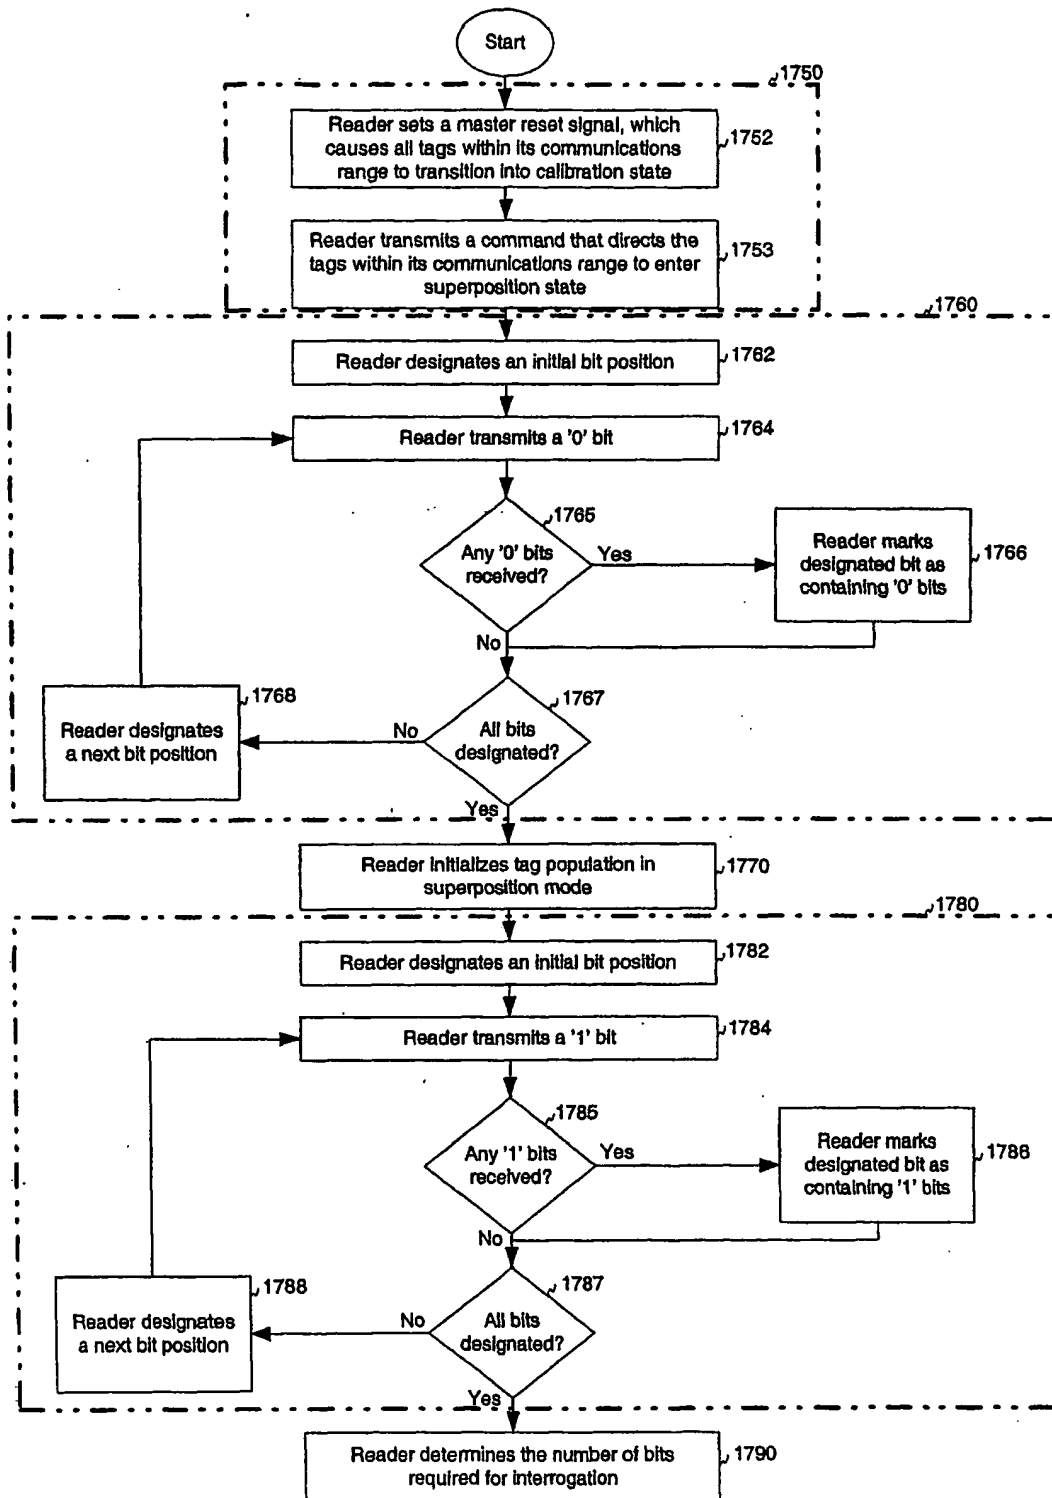 Start
1750
Reader sets a master reset signal, which
causes all tags within its communications
range to transition into calibration state
1752
Reader transmits a command that directs the
tags within its communications range to enter
superposition state
1753
1760
Reader designates an initial bit position
1762
Reader transmits a '0' bit
1764
1765
Any '0' bits
received?
Yes
Reader marks
designated bit as
containing '0' bits
1766
No
1767
All bits
designated?
No
1768
Reader designates
a next bit position
Yes
Reader initializes tag population in
superposition mode
1770
1780
Reader designates an initial bit position
1782
Reader transmits a '1' bit
1784
1785
Any '1' bits
received?
Yes
Reader marks
designated bit as
containing '1' bits
1786
No
1787
All bits
designated?
No
1788
Reader designates
a next bit position
Yes
Reader determines the number of bits
required for interrogation
1790